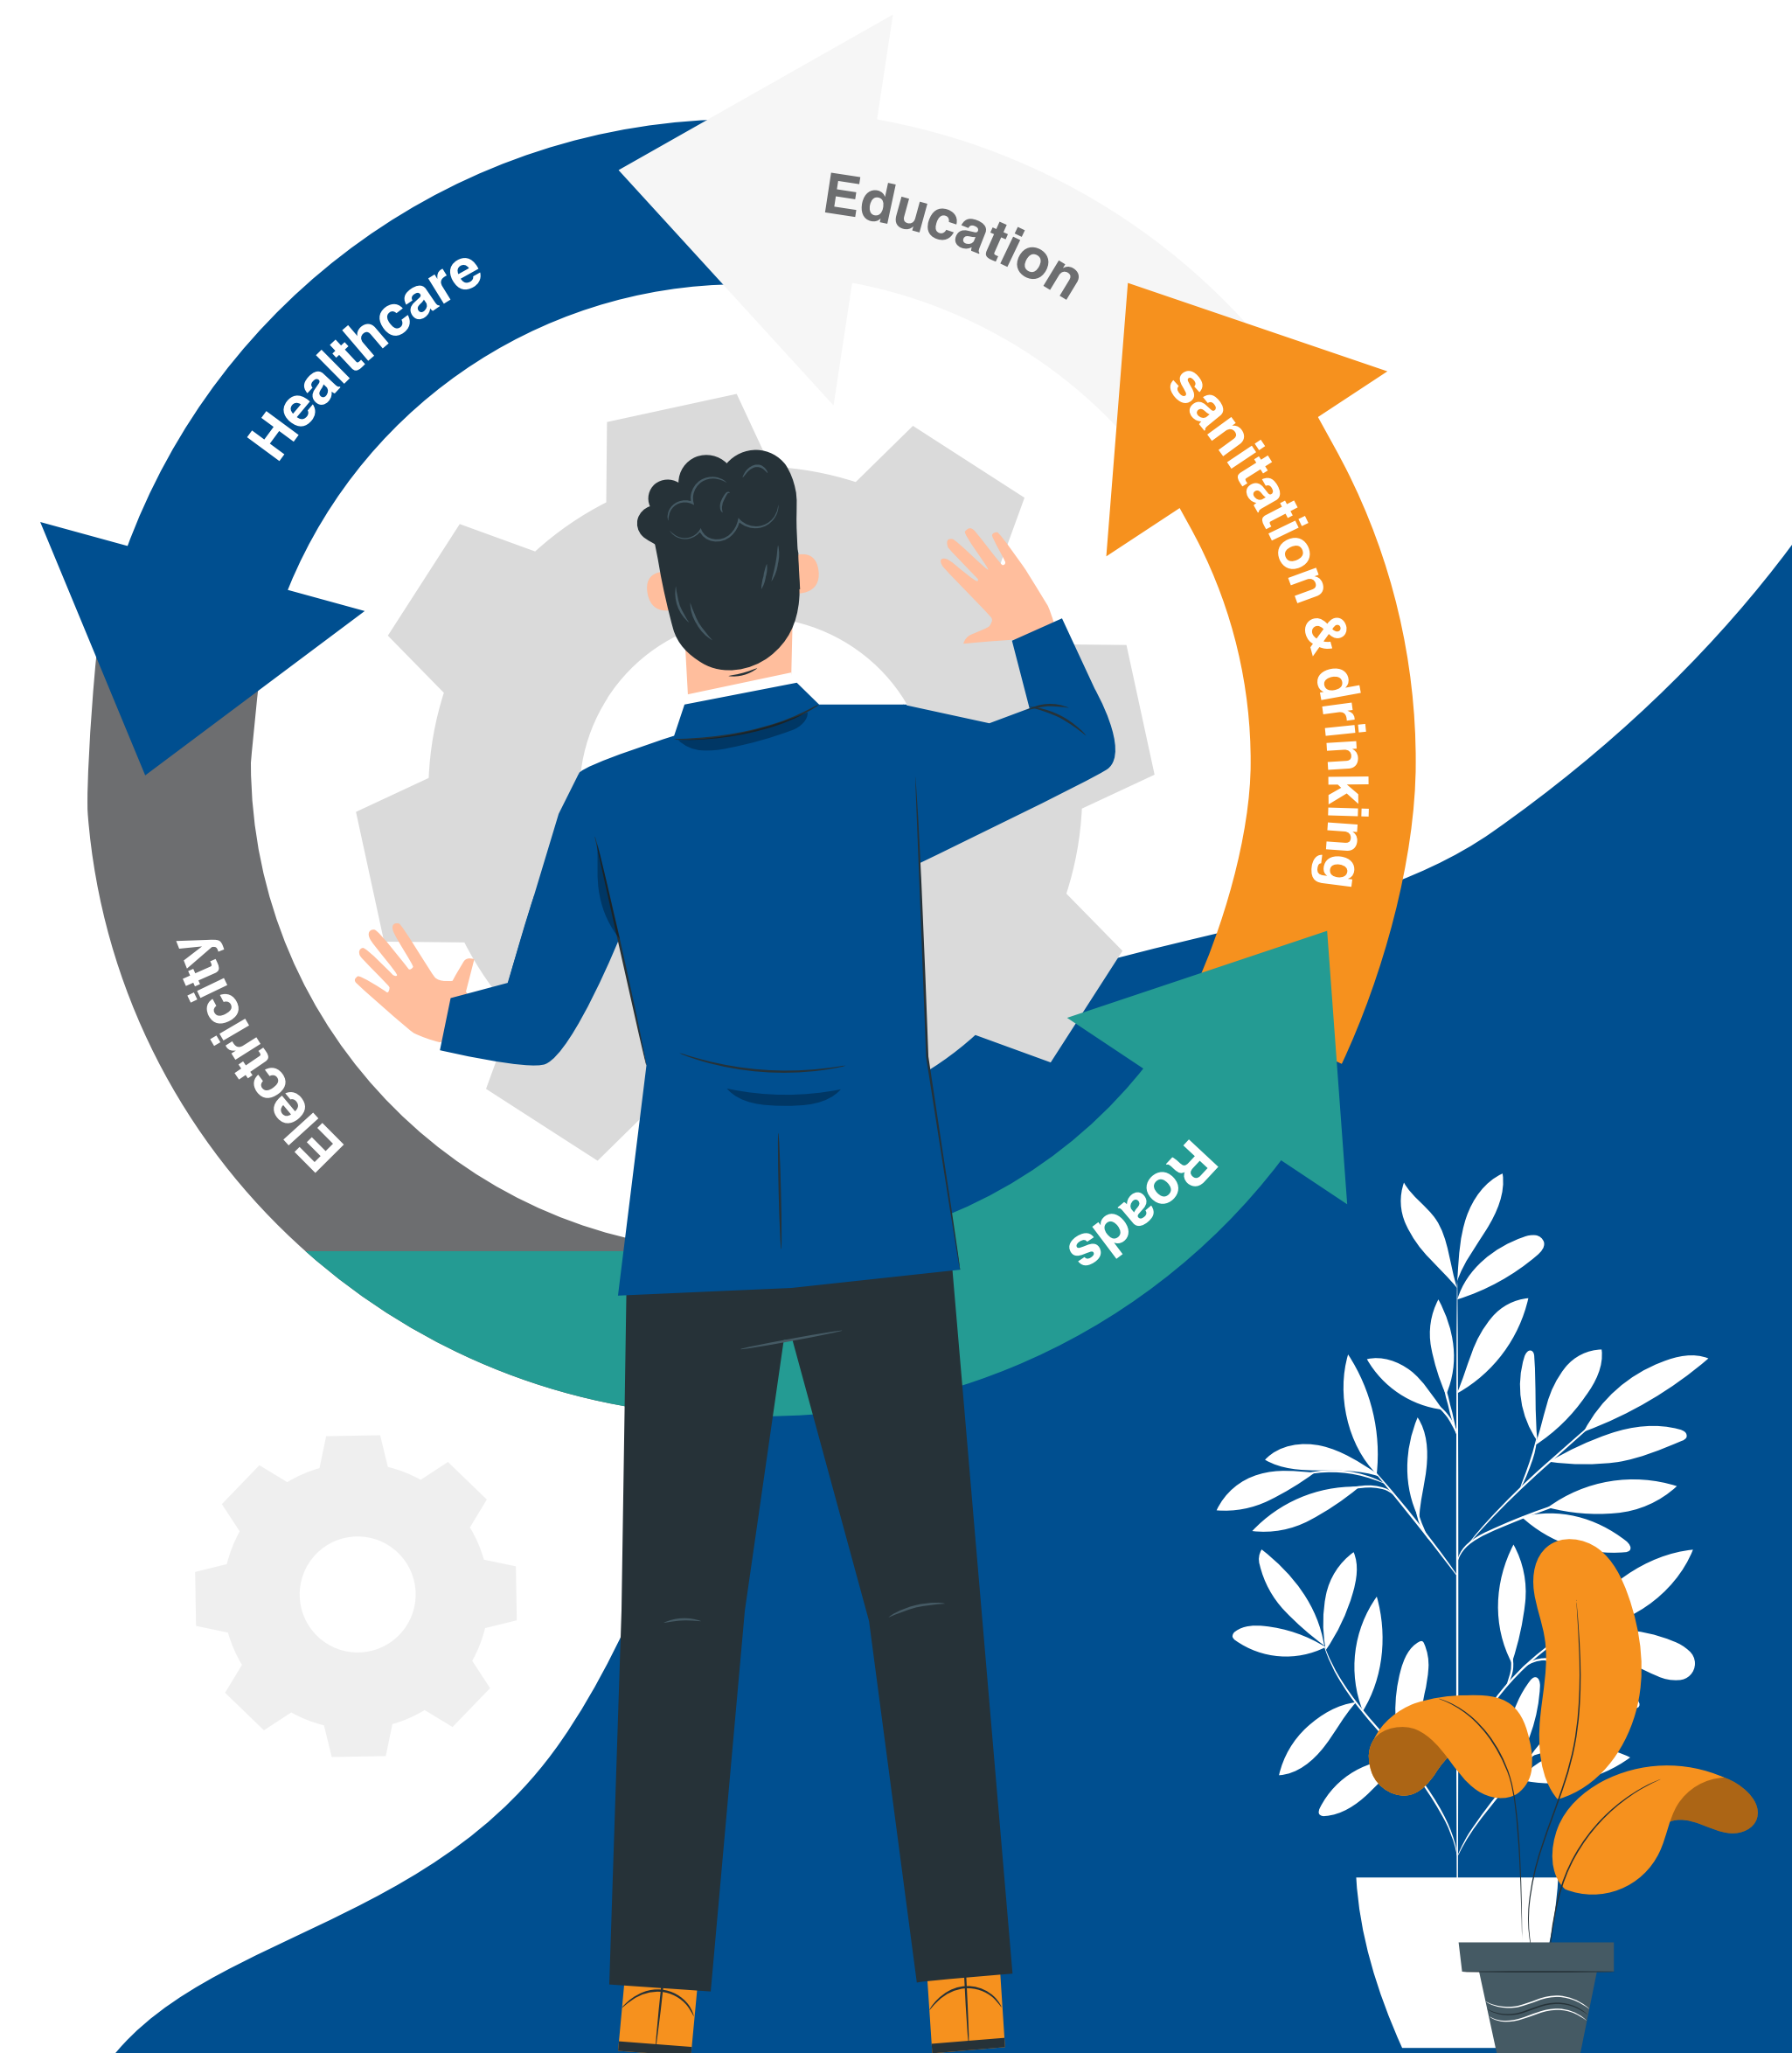 Education
Healthcare
Sanitation & drinking
Electricity
Roads